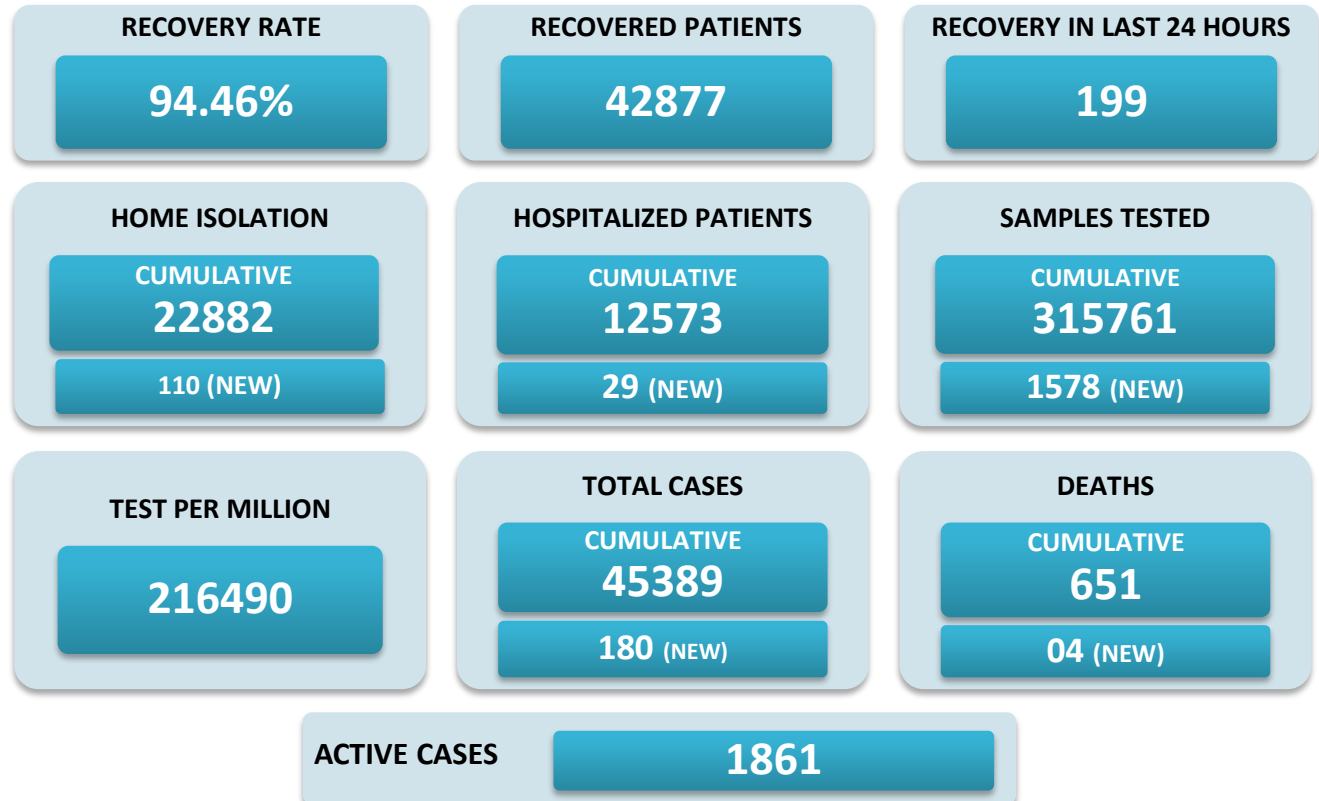 RECOVERY RATE
94.46%
RECOVERED PATIENTS
42877
RECOVERY IN LAST 24 HOURS
199
HOME ISOLATION
CUMULATIVE
22882
110 (NEW)
HOSPITALIZED PATIENTS
CUMULATIVE
12573
29 (NEW)
SAMPLES TESTED
CUMULATIVE
315761
1578 (NEW)
TEST PER MILLION
216490
TOTAL CASES
CUMULATIVE
45389
180 (NEW)
DEATHS
CUMULATIVE
651
04 (NEW)
ACTIVE CASES
1861